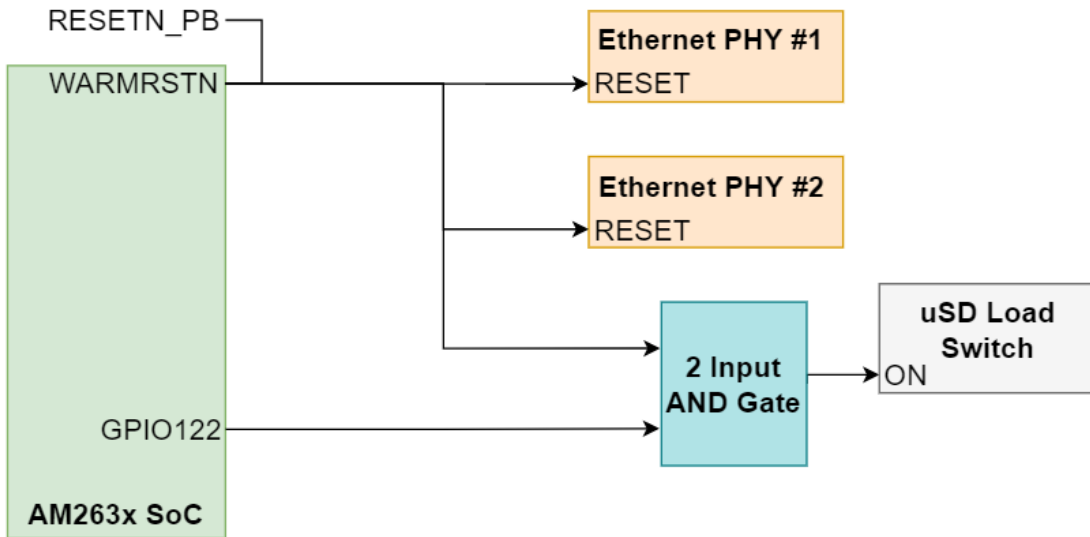 RESETN_PB
WARMRSTN
Ethernet PHY #1
RESET
Ethernet PHY #2
RESET
2 Input
AND Gate
uSD Load
Switch
ON
GPIO122
AM263x SoC